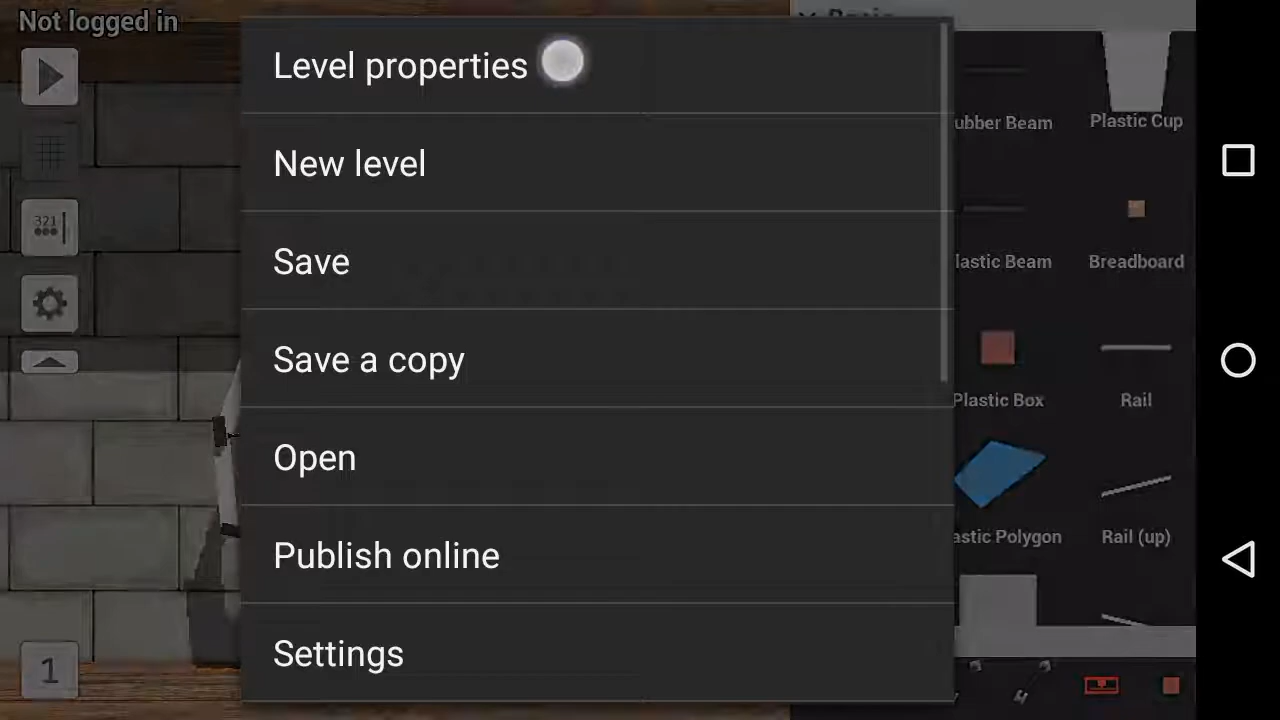 Not logged in
Level properties
New level
Save
Save a copy
Open
Publish online
Settings
321
1
Basic
ubber Beam
Plastic Cup
lastic Beam
Breadboard
Plastic Box
Rail
astic Polygon
Rail (up)